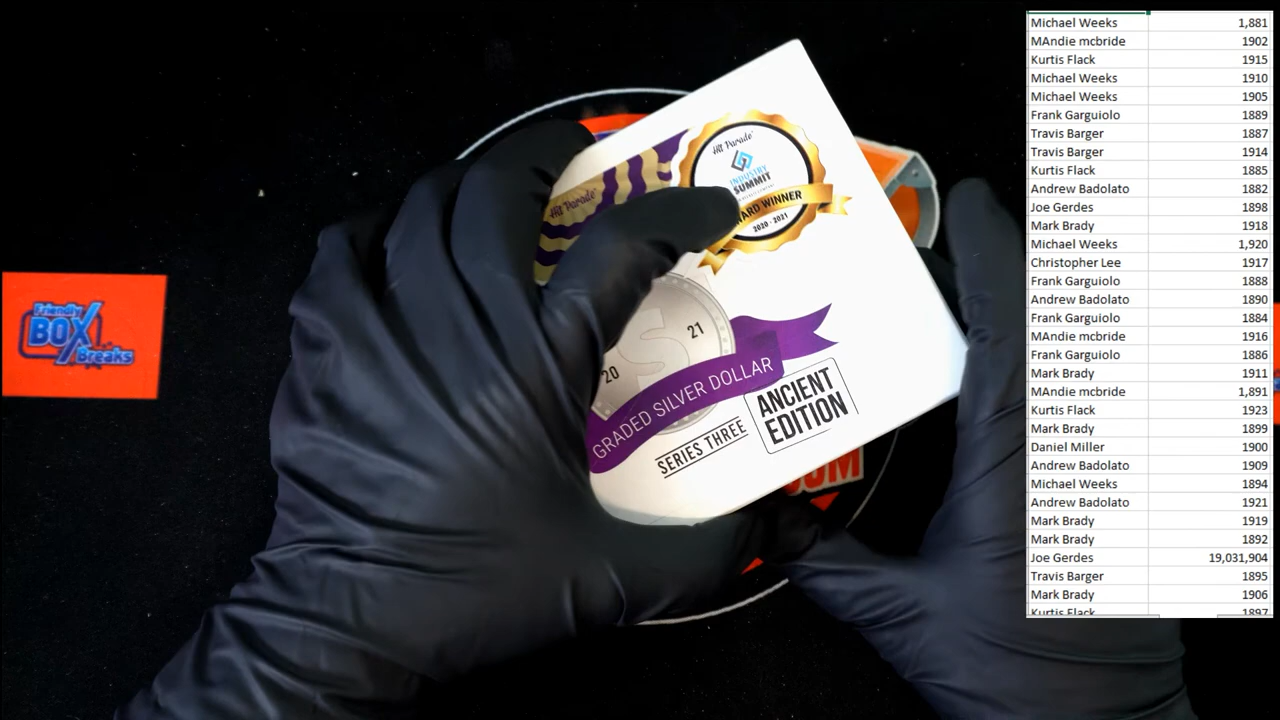 Friendly
BOX
Breaks
Hit Parade
Hit Parade
INDUSTRY
SUMMIT
WARD WINNER
2020 - 2021
20 21
GRADED SILVER DOLLAR
SERIES THREE
ANCIENT
EDITION
Michael Weeks 1,881
MAndie mcbride 1902
Kurtis Flack 1915
Michael Weeks 1910
Michael Weeks 1905
Frank Garguiolo 1889
Travis Barger 1887
Travis Barger 1914
Kurtis Flack 1885
Andrew Badolato 1882
Joe Gerdes 1898
Mark Brady 1918
Michael Weeks 1,920
Christopher Lee 1917
Frank Garguiolo 1888
Andrew Badolato 1890
Frank Garguiolo 1884
MAndie mcbride 1916
Frank Garguiolo 1886
Mark Brady 1911
MAndie mcbride 1,891
Kurtis Flack 1923
Mark Brady 1899
Daniel Miller 1900
Andrew Badolato 1909
Michael Weeks 1894
Andrew Badolato 1921
Mark Brady 1919
Mark Brady 1892
Joe Gerdes 19,031,904
Travis Barger 1895
Mark Brady 1906
Kurtis Flack 1897